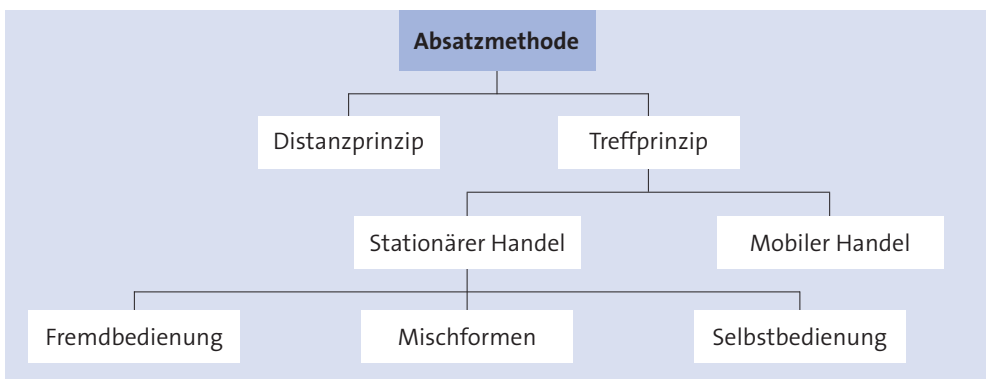 Absatzmethode
Distanzprinzip
Treffprinzip
Stationärer Handel
Mobiler Handel
Fremdbedienung
Mischformen
Selbstbedienung